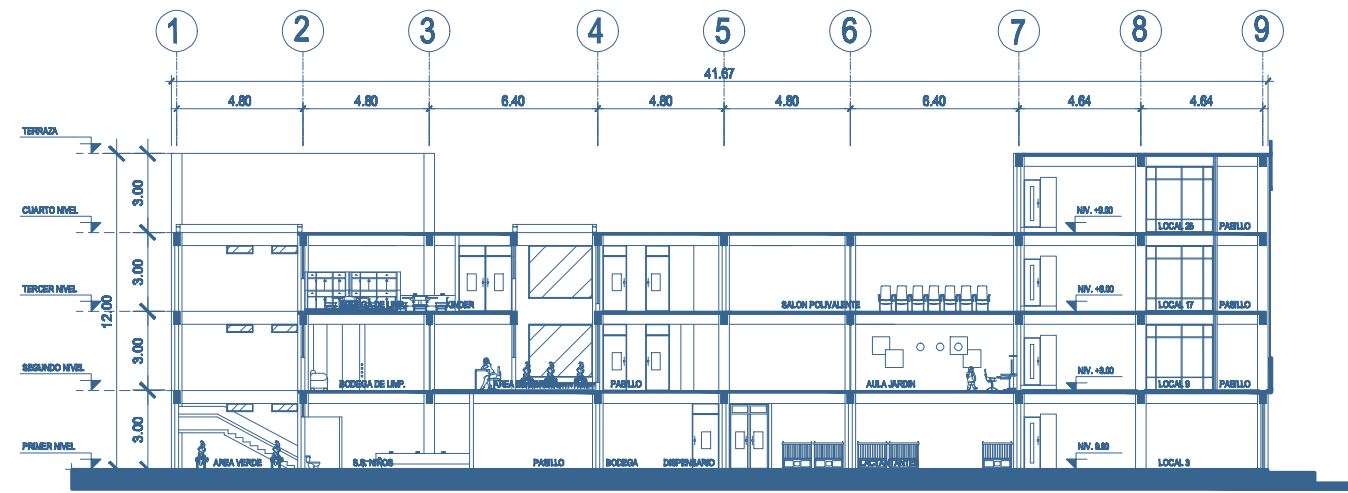 1 2 3 4 5 6 7 8 9
41.67
4.80 4.80 6.40 4.80 4.80 6.40 4.64 4.64
TERRAZA
3.00
CUARTO NIVEL
NIV. +9.00
LOCAL 25 PASILLO
3.00
TERCER NIVEL
KINDER
SALON POLIVALENTE
NIV. +6.00
LOCAL 17 PASILLO
12.00
3.00
SEGUNDO NIVEL
BODEGA DE LIMP.
AREA
PASILLO
AULA JARDIN
NIV. +3.00
LOCAL 9 PASILLO
3.00
PRIMER NIVEL
AREA VERDE
S.S. NIÑOS
PASILLO
BODEGA
DISPENSARIO
LACTANTES
NIV. 0.00
LOCAL 3